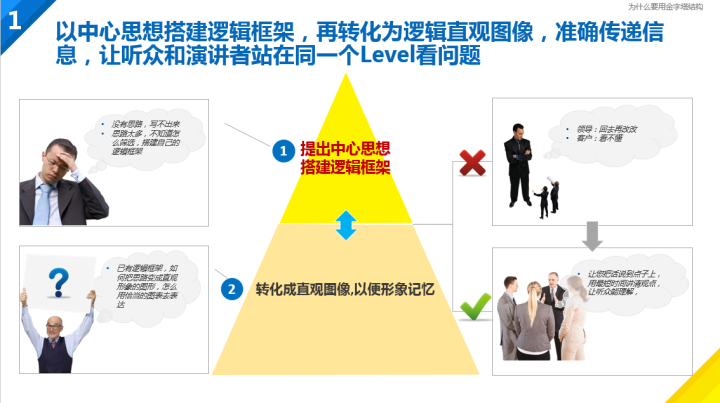 为什么要用金字塔结构
1
以中心思想搭建逻辑框架，再转化为逻辑直观图像，准确传递信
息，让听众和演讲者站在同一个Level看问题
• 没有思路，写不出来
• 思路太多，不知道怎
么筛选，搭建自己的
逻辑框架
1
提出中心思想
搭建逻辑框架
• 领导：回去再改改
• 客户：看不懂
• 已有逻辑框架，如
何把思路变成直观
形象的图形，怎么
用恰当的图表去表
达
?
2
转化成直观图像,以便形象记忆
• 让您把话说到点子上，
用最短时间讲清观点，
让听众能理解，